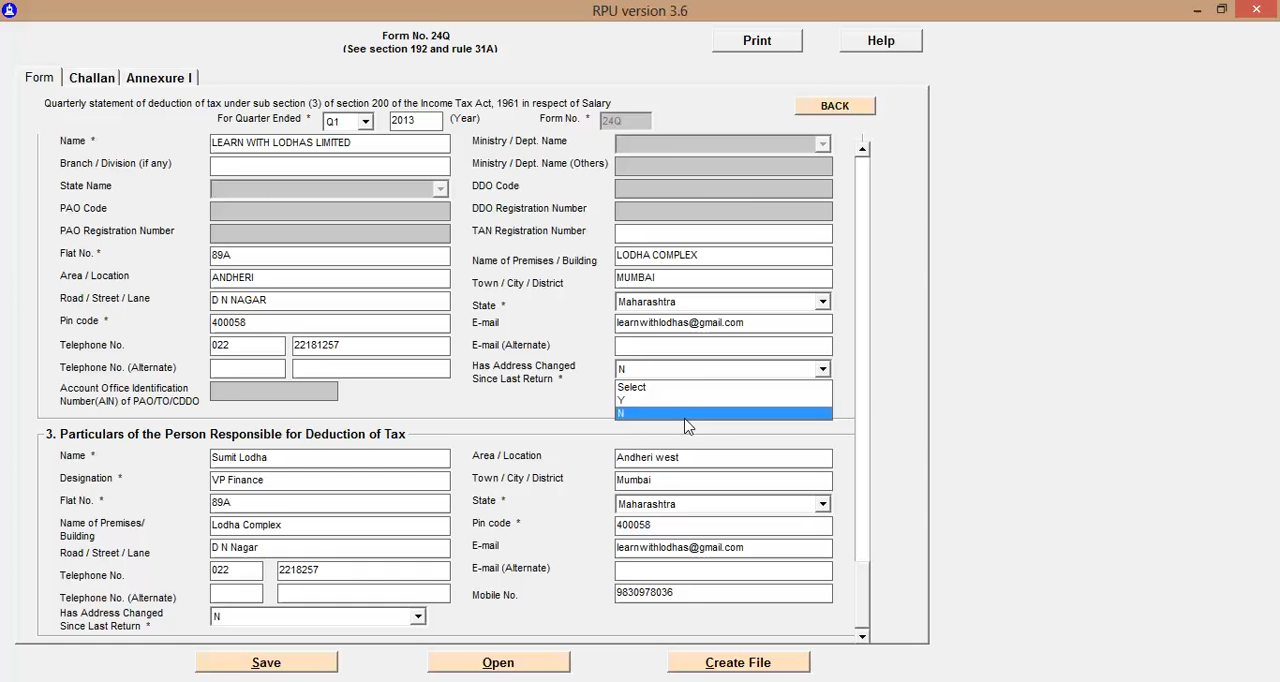 RPU version 3.6
Form No. 24Q
(See section 192 and rule 31A)
Print
Help
Form
Challan
Annexure I
Quarterly statement of deduction of tax under sub section (3) of section 200 of the Income Tax Act, 1961 in respect of Salary
BACK
For Quarter Ended * Q1 2013 (Year) Form No. * 24Q
Name * LEARN WITH LODHAS LIMITED
Ministry / Dept. Name
Branch / Division (if any)
Ministry / Dept. Name (Others)
State Name
DDO Code
PAO Code
DDO Registration Number
PAO Registration Number
TAN Registration Number
Flat No. * 89A
Name of Premises / Building LODHA COMPLEX
Area / Location ANDHERI
Town / City / District MUMBAI
Road / Street / Lane D N NAGAR
State * Maharashtra
Pin code * 400058
E-mail learnwithlodhas@gmail.com
Telephone No. 022 22181257
E-mail (Alternate)
Telephone No. (Alternate)
Has Address Changed
Since Last Return * N
Account Office Identification
Number(AIN) of PAO/TO/CDDO
Select
Y
N
3. Particulars of the Person Responsible for Deduction of Tax
Name * Sumit Lodha
Area / Location Andheri west
Designation * VP Finance
Town / City / District Mumbai
Flat No. * 89A
State * Maharashtra
Name of Premises/
Building Lodha Complex
Pin code * 400058
Road / Street / Lane D N Nagar
E-mail learnwithlodhas@gmail.com
Telephone No. 022 2218257
E-mail (Alternate)
Telephone No. (Alternate)
Mobile No. 9830978036
Has Address Changed
Since Last Return * N
Save
Open
Create File